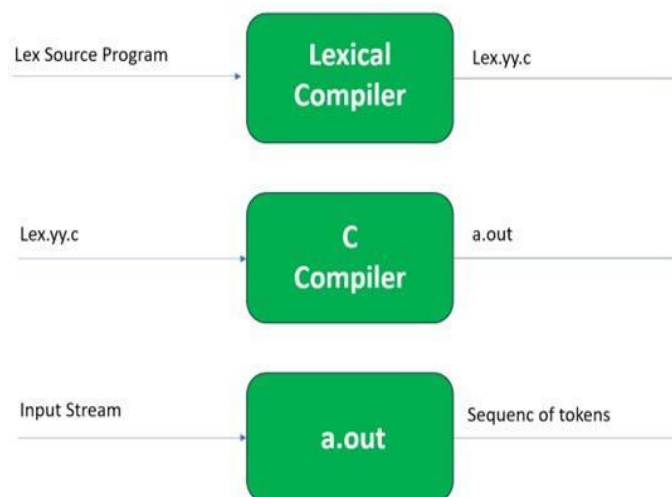 Lex Source Program
Lexical
Compiler
Lex.yy.c
Lex.yy.c
C
Compiler
a.out
Input Stream
a.out
Sequenc of tokens